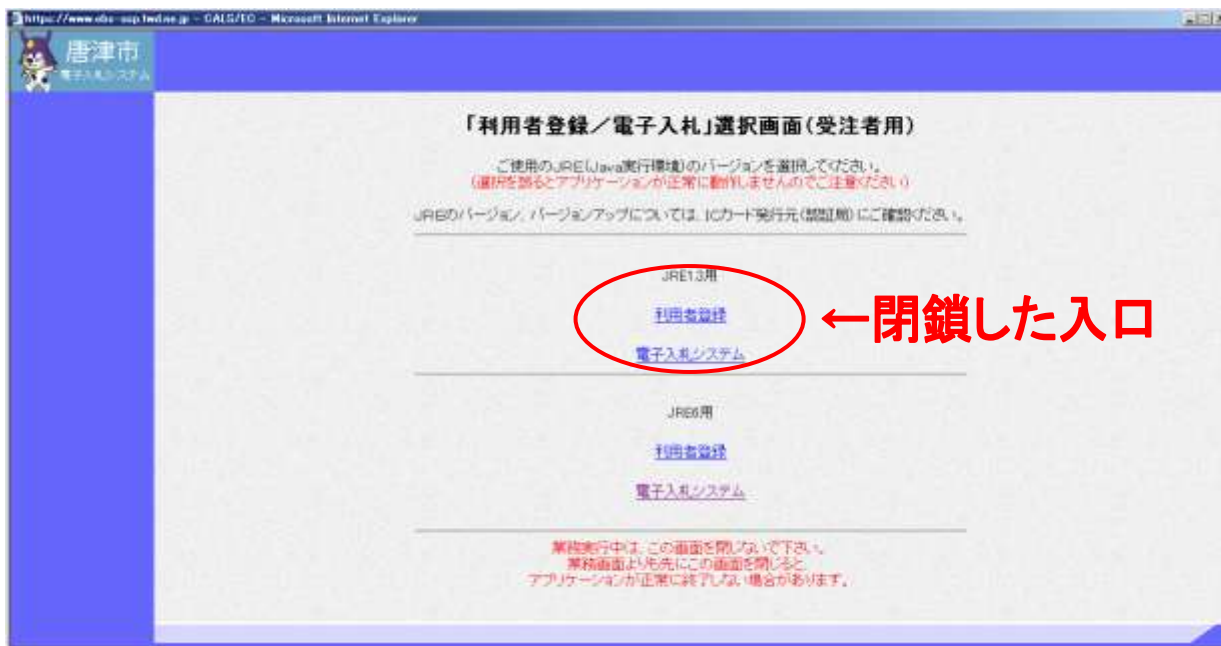 https://www.ebs-asp.fwd.ne.jp - CALS/EC - Microsoft Internet Explorer
唐津市
電子入札システム
「利用者登録／電子入札」選択画面(受注者用)
ご使用のJRE(Java実行環境)のバージョンを選択してください。
(選択を誤るとアプリケーションが正常に動作しませんのでご注意ください)
JREのバージョン、バージョンアップについては、ICカード発行元(認証局)にご確認ください。
JRE1.3用
利用者登録
←閉鎖した入口
電子入札システム
JRE6用
利用者登録
電子入札システム
業務実行中は、この画面を閉じないで下さい。
業務画面よりも先にこの画面を閉じると
アプリケーションが正常に終了しない場合があります。